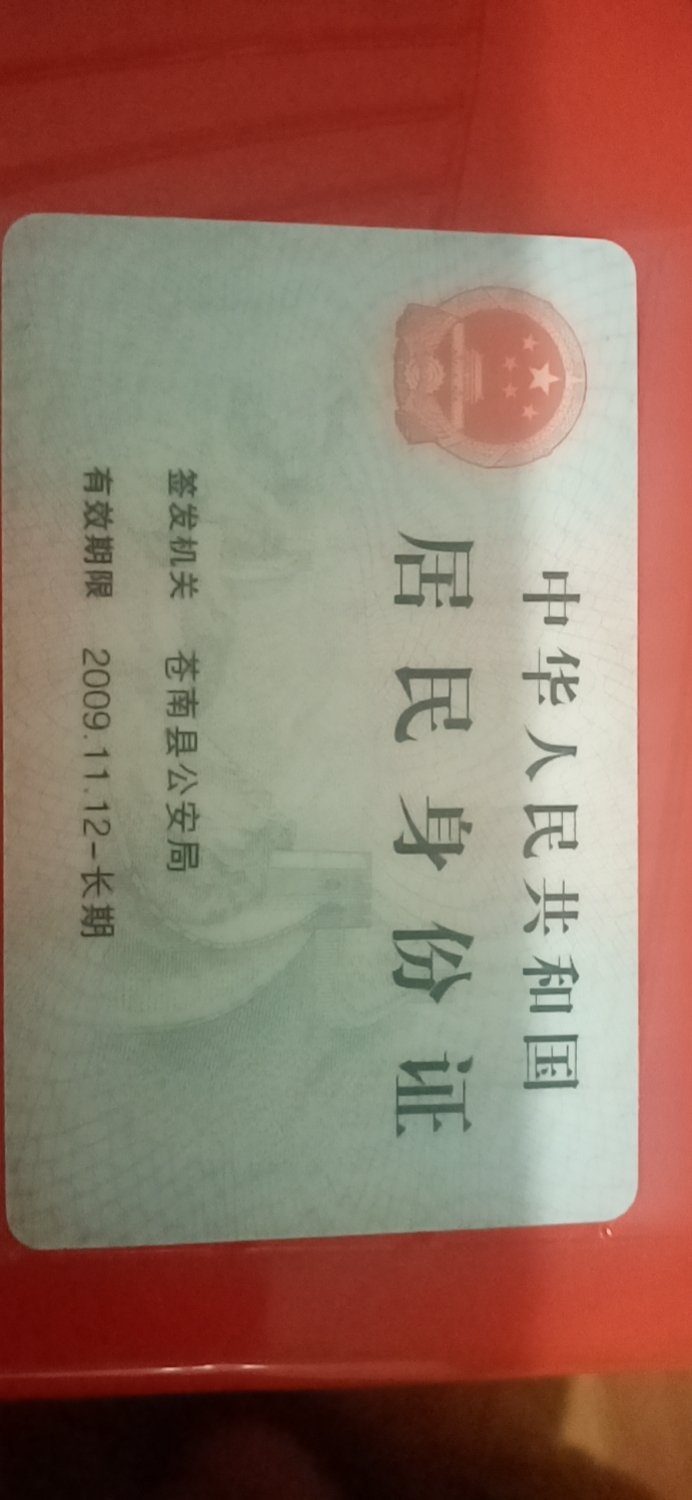 中华人民共和国
居民身份证
签发机关 苍南县公安局
有效期限 2009.11.12-长期